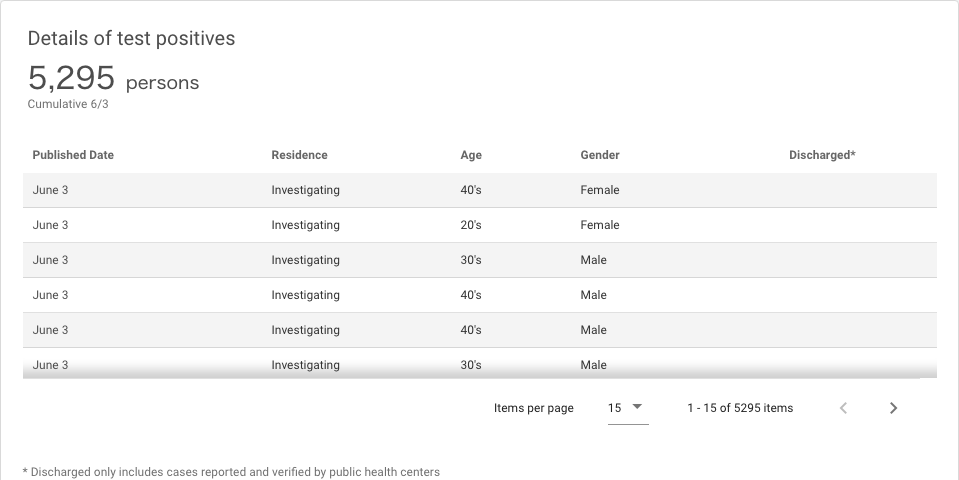 Details of test positives
5,295 persons
Cumulative 6/3
Published Date Residence Age Gender Discharged*
June 3 Investigating 40's Female
June 3 Investigating 20's Female
June 3 Investigating 30's Male
June 3 Investigating 40's Male
June 3 Investigating 40's Male
June 3 Investigating 30's Male
Items per page 15 1 - 15 of 5295 items
* Discharged only includes cases reported and verified by public health centers